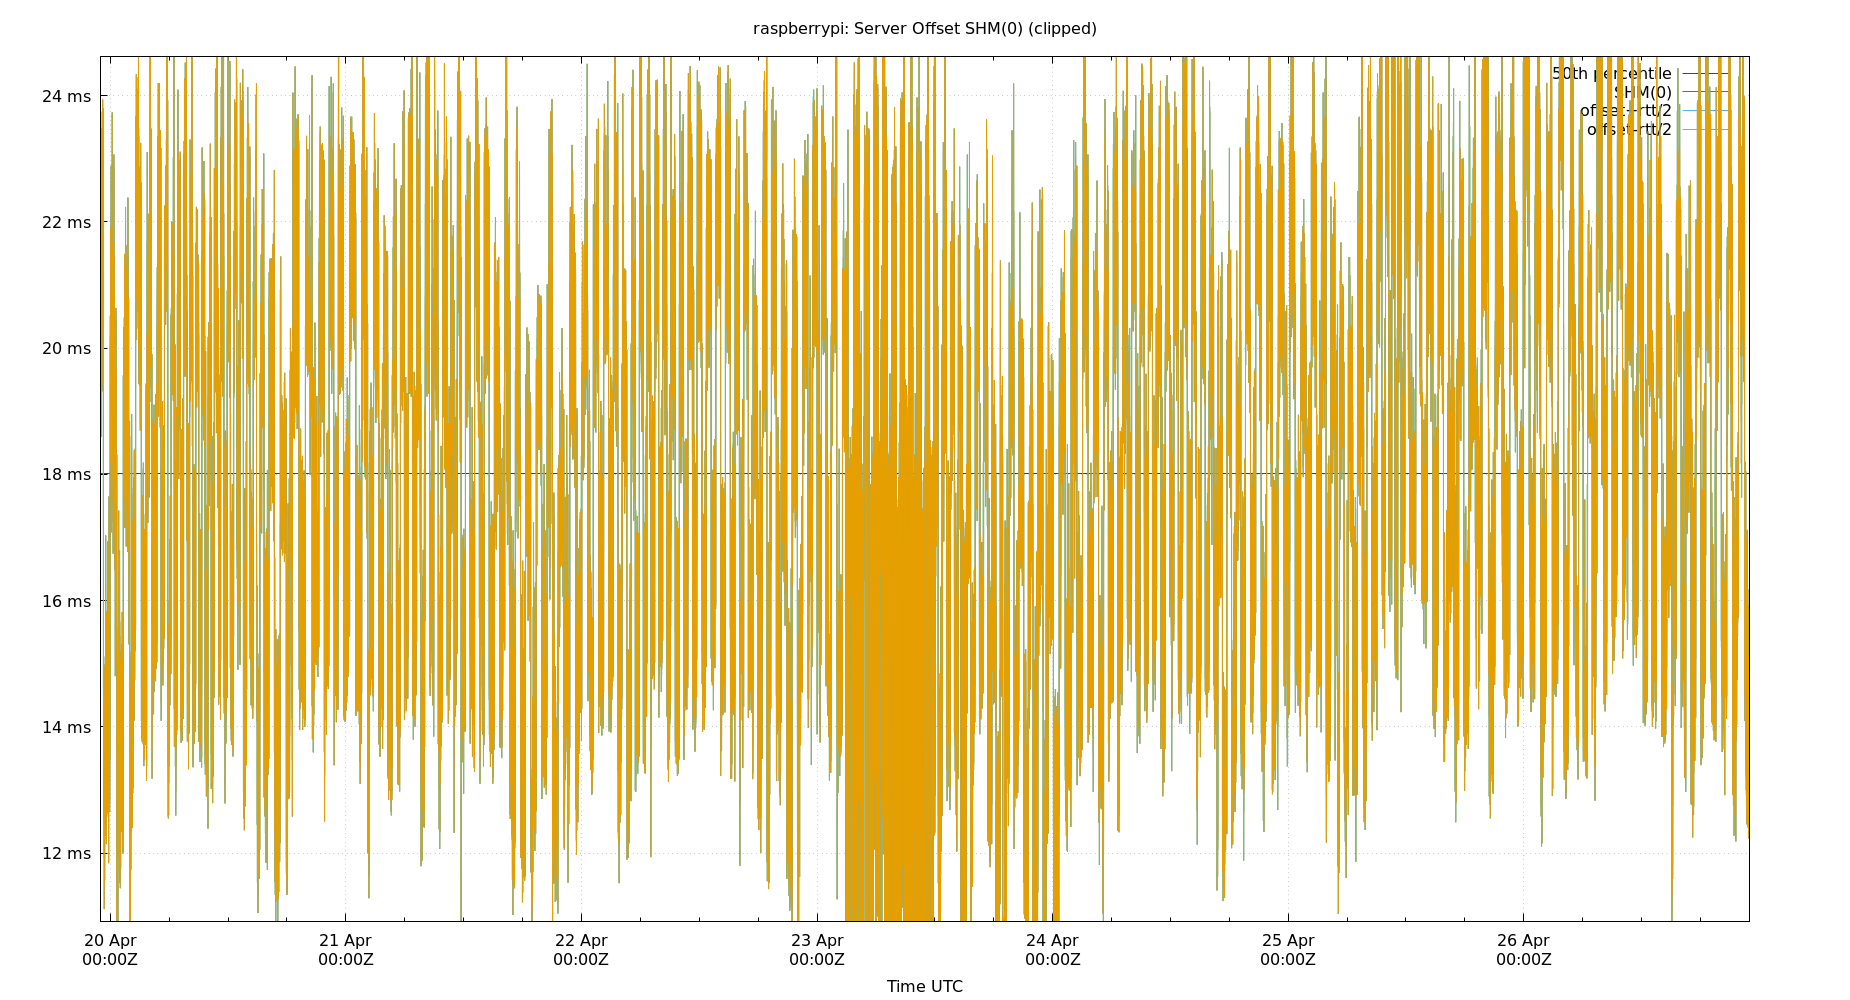 raspberrypi: Server Offset SHM(0) (clipped)
50th percentile
SHM(0)
offset+rtt/2
offset-rtt/2
24 ms
22 ms
20 ms
18 ms
16 ms
14 ms
12 ms
20 Apr 21 Apr 22 Apr 23 Apr 24 Apr 25 Apr 26 Apr
00:00Z 00:00Z 00:00Z 00:00Z 00:00Z 00:00Z 00:00Z
Time UTC